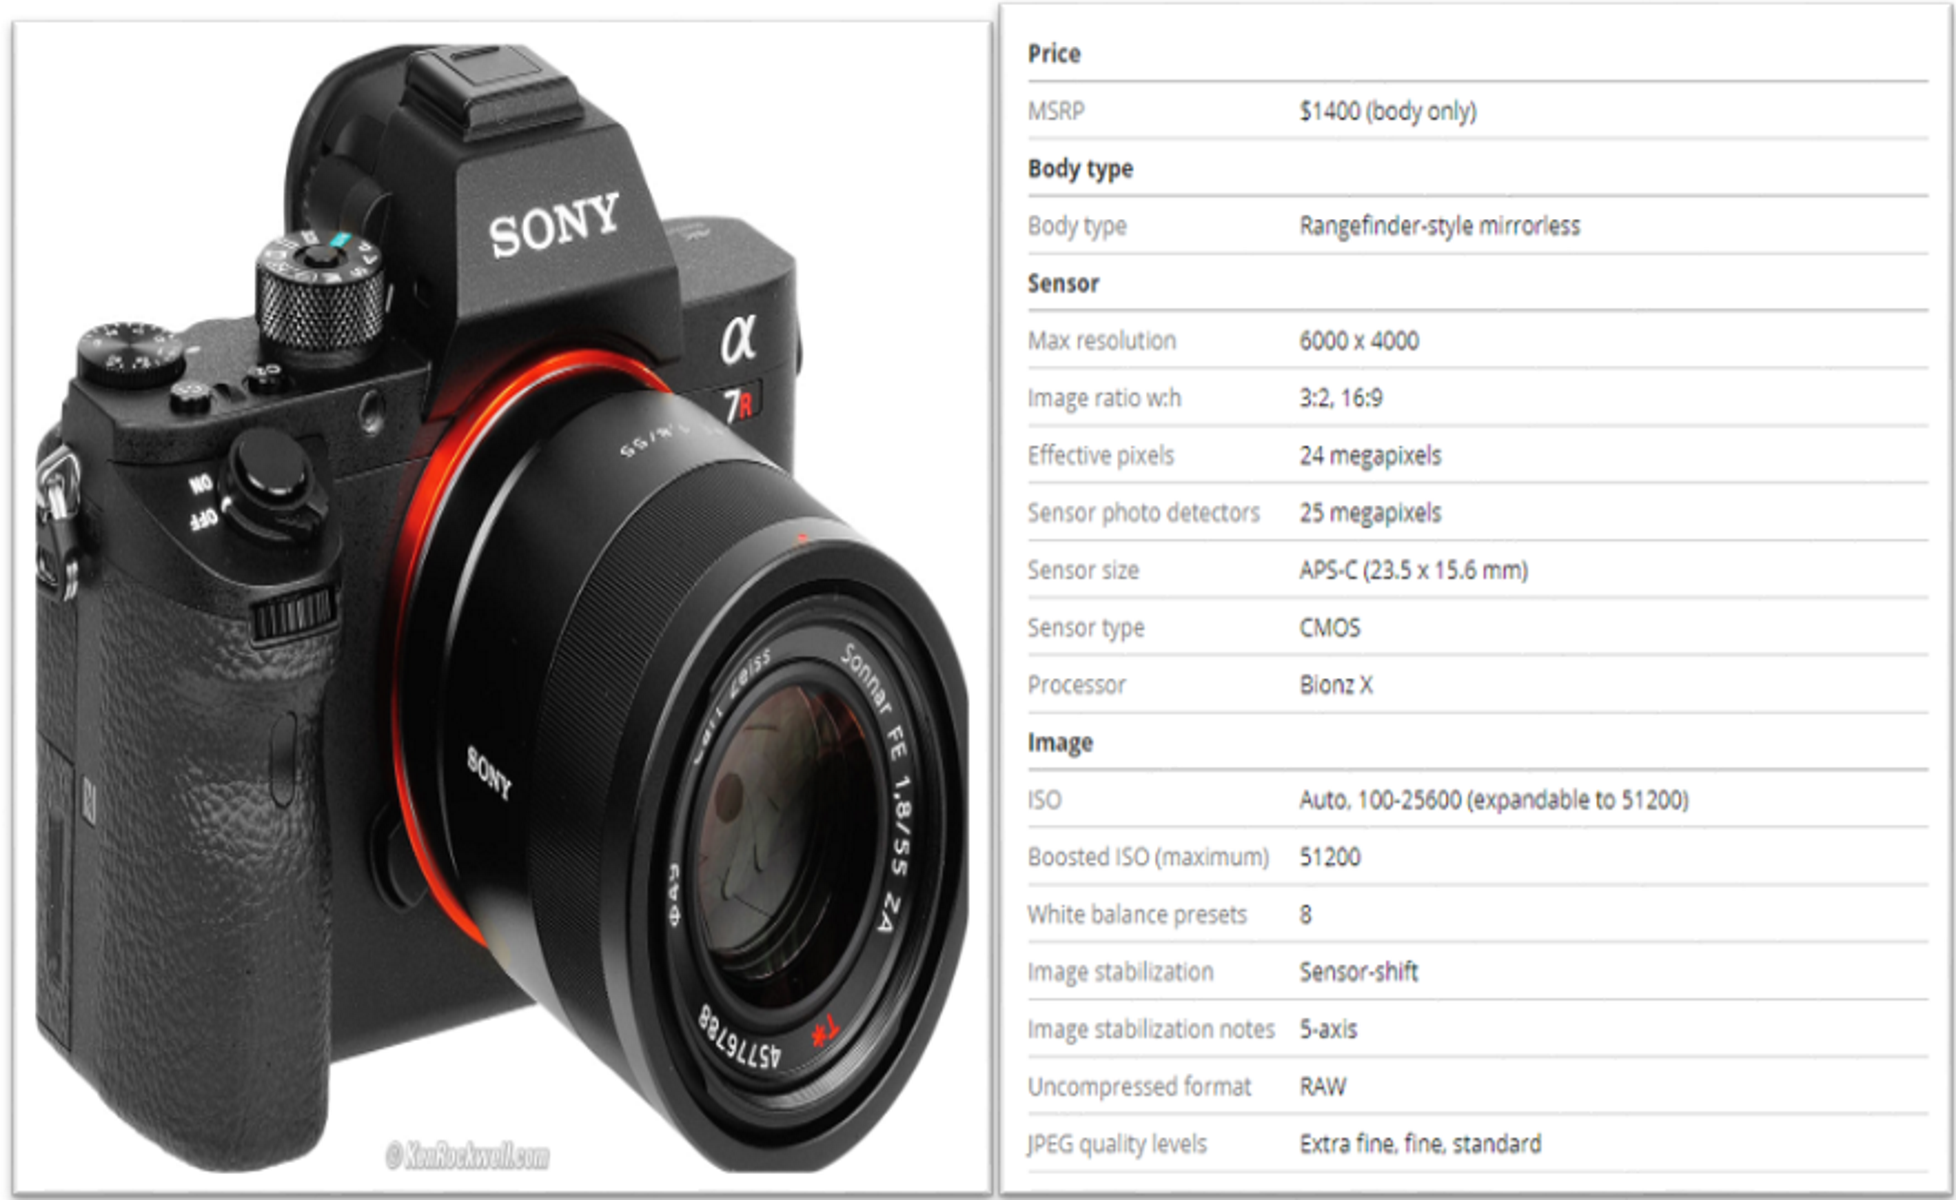 SONY
α
7R
ON
OFF
SONY
Carl Zeiss
Sonnar FE 1,8/55 ZA
Φ49
T*
45776788
© KenRockwell.com
Price
MSRP $1400 (body only)
Body type
Body type Rangefinder-style mirrorless
Sensor
Max resolution 6000 x 4000
Image ratio w:h 3:2, 16:9
Effective pixels 24 megapixels
Sensor photo detectors 25 megapixels
Sensor size APS-C (23.5 x 15.6 mm)
Sensor type CMOS
Processor Bionz X
Image
ISO Auto, 100-25600 (expandable to 51200)
Boosted ISO (maximum) 51200
White balance presets 8
Image stabilization Sensor-shift
Image stabilization notes 5-axis
Uncompressed format RAW
JPEG quality levels Extra fine, fine, standard